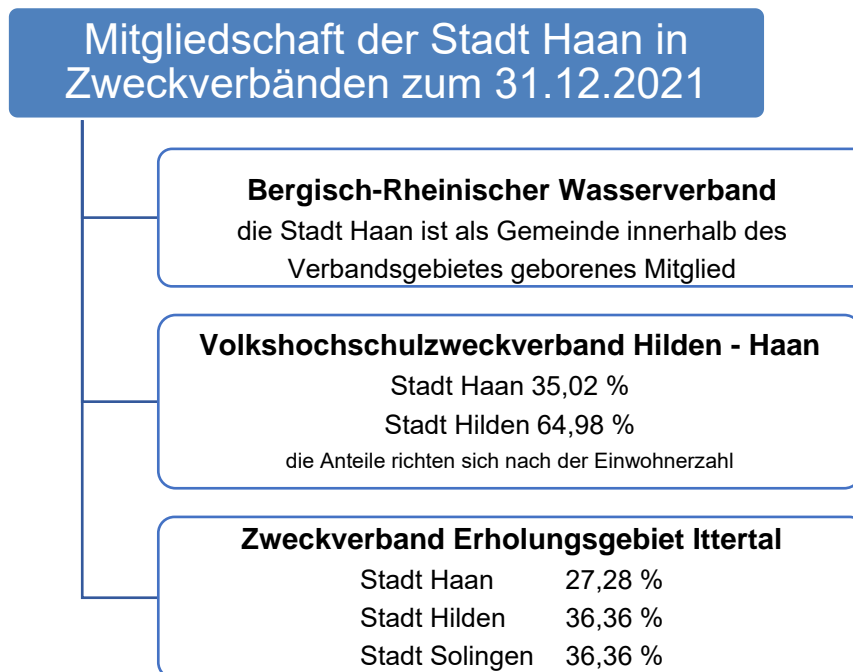 Mitgliedschaft der Stadt Haan in
Zweckverbänden zum 31.12.2021
Bergisch-Rheinischer Wasserverband
die Stadt Haan ist als Gemeinde innerhalb des
Verbandsgebietes geborenes Mitglied
Volkshochschulzweckverband Hilden - Haan
Stadt Haan 35,02 %
Stadt Hilden 64,98 %
die Anteile richten sich nach der Einwohnerzahl
Zweckverband Erholungsgebiet Ittertal
Stadt Haan 27,28 %
Stadt Hilden 36,36 %
Stadt Solingen 36,36 %